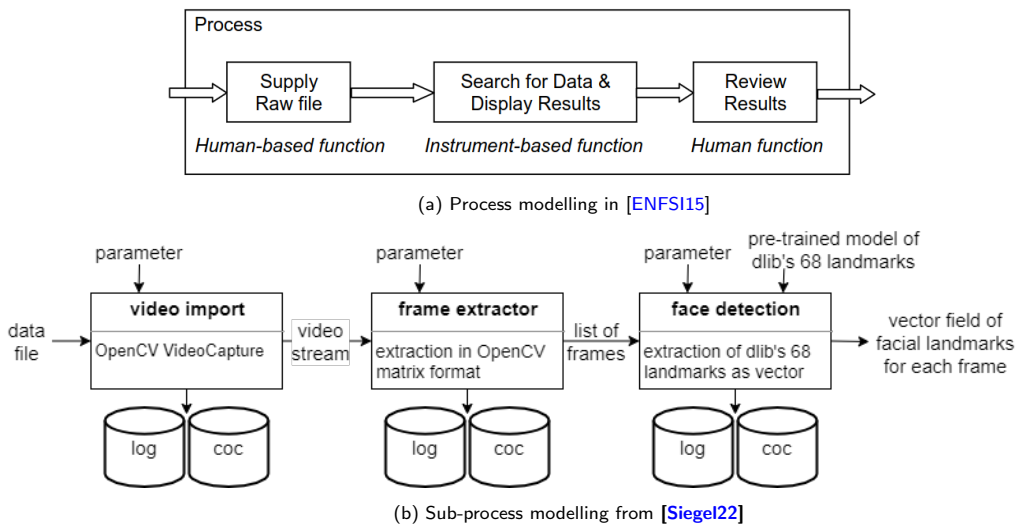 Process
Supply
Raw file
Search for Data &
Display Results
Review
Results
Human-based function
Instrument-based function
Human function
(a) Process modelling in [ENFSI15]
parameter
parameter
parameter
pre-trained model of
dlib's 68 landmarks
data
file
video import
OpenCV VideoCapture
video
stream
frame extractor
extraction in OpenCV
matrix format
list of
frames
face detection
extraction of dlib's 68
landmarks as vector
vector field of
facial landmarks
for each frame
log
coc
log
coc
log
coc
(b) Sub-process modelling from [Siegel22]